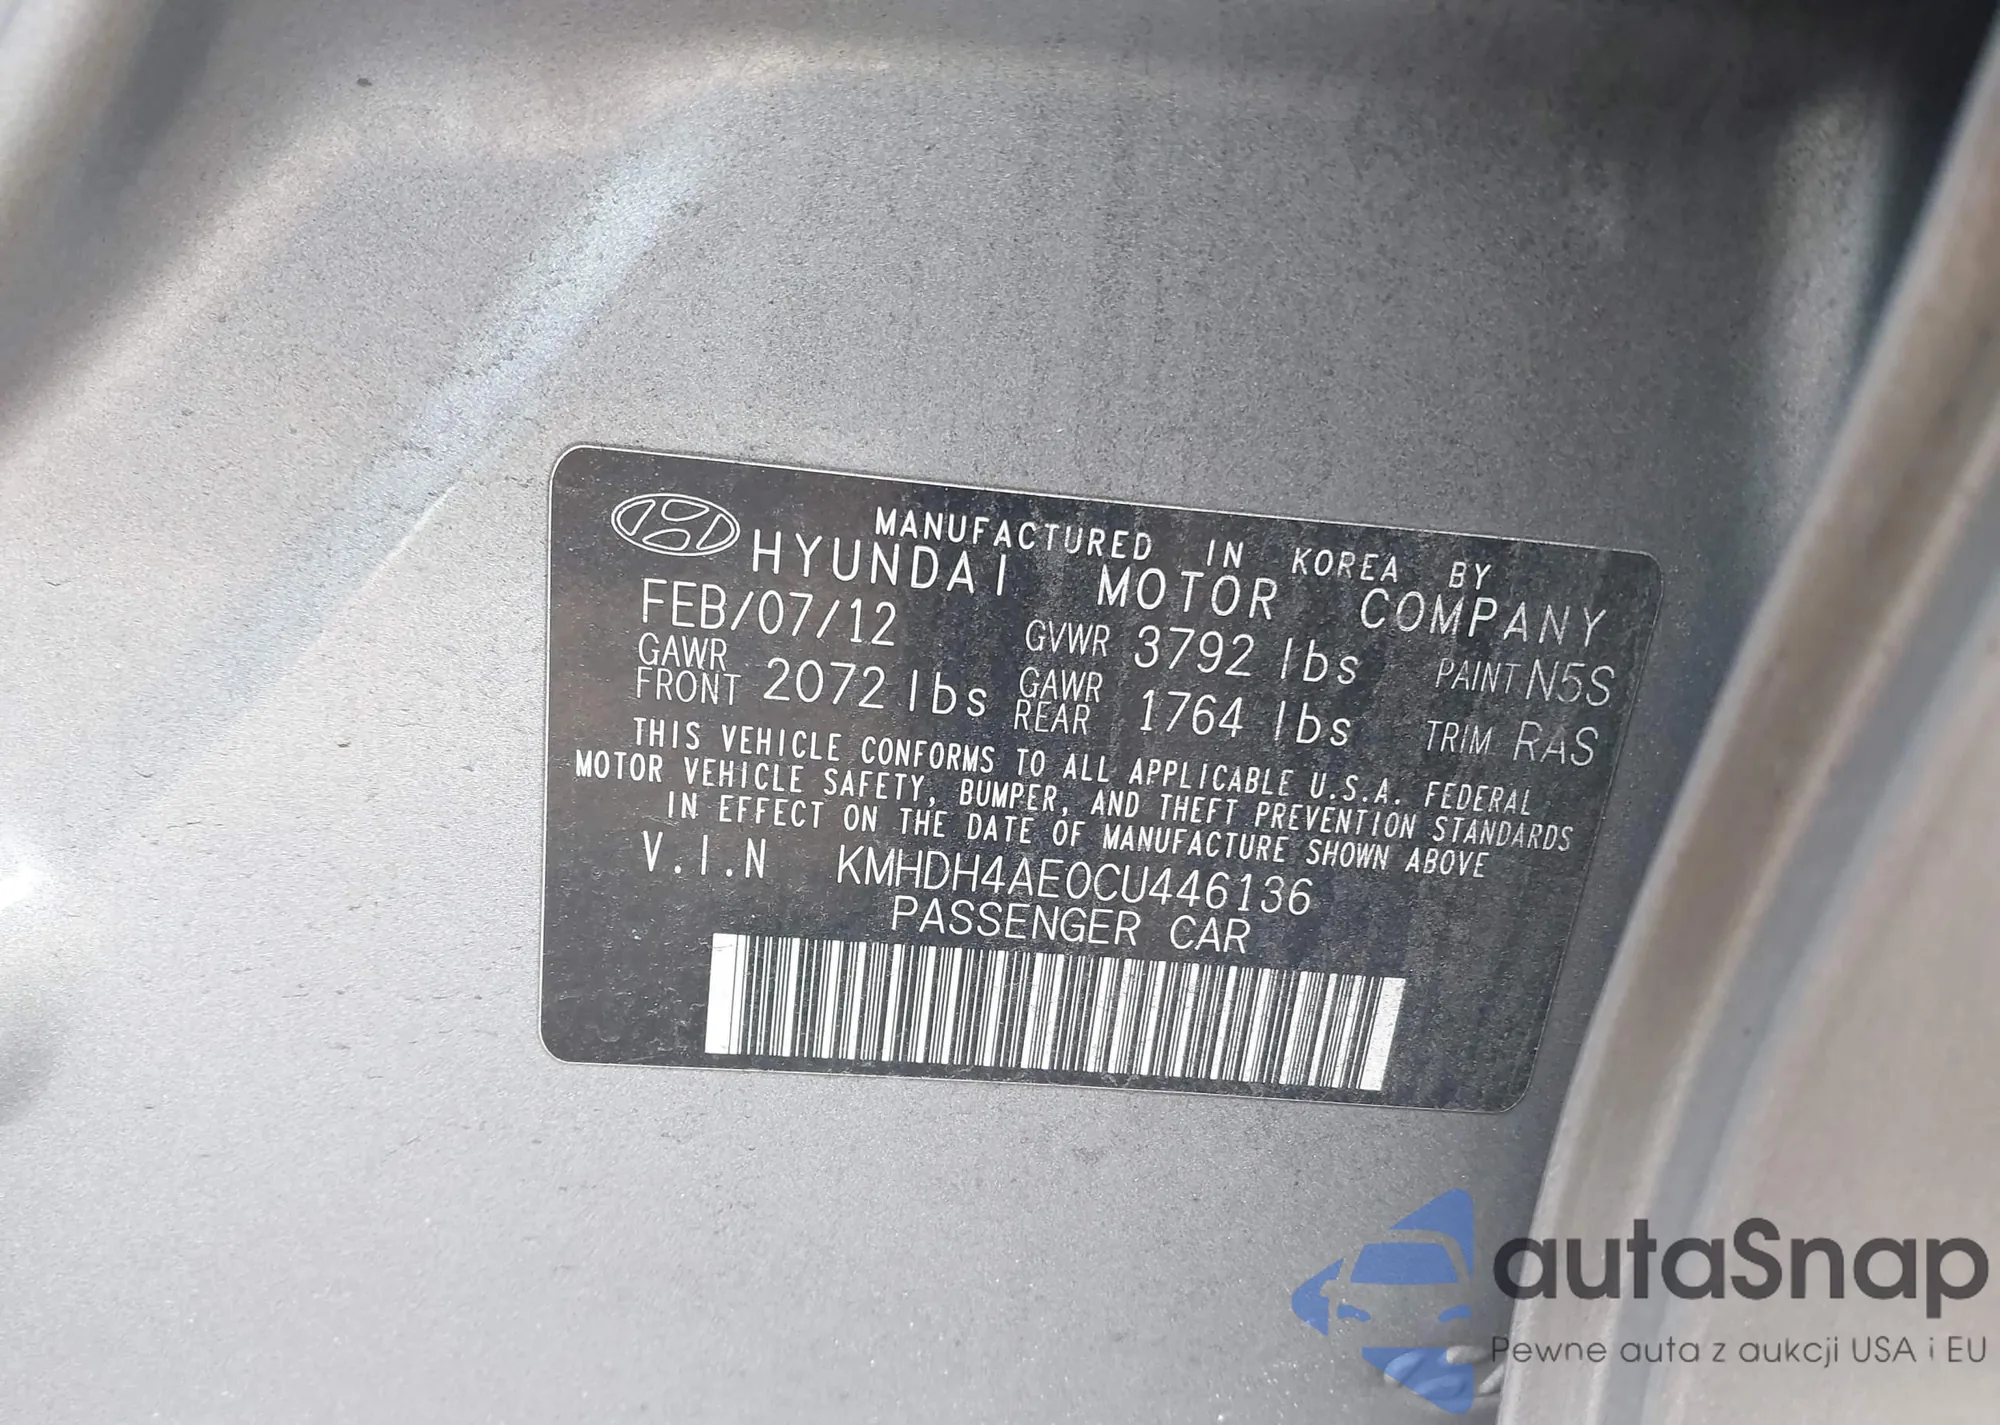 MANUFACTURED IN KOREA BY
HYUNDAI MOTOR COMPANY
FEB/07/12 GVWR 3792 lbs PAINT N5S
GAWR FRONT 2072 lbs GAWR REAR 1764 lbs TRIM RAS
THIS VEHICLE CONFORMS TO ALL APPLICABLE U.S.A. FEDERAL
MOTOR VEHICLE SAFETY, BUMPER, AND THEFT PREVENTION STANDARDS
IN EFFECT ON THE DATE OF MANUFACTURE SHOWN ABOVE
V.I.N KMHDH4AE0CU446136
PASSENGER CAR
autaSnap
Pewne auta z aukcji USA i EU